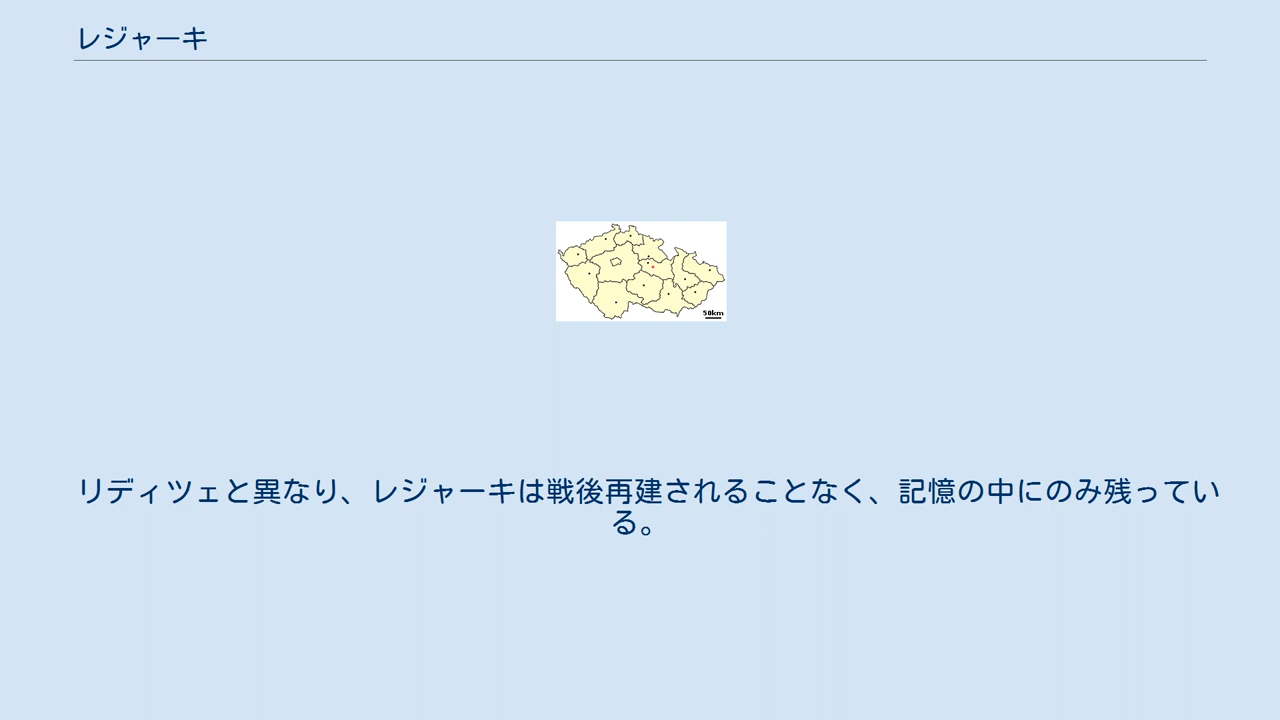 レジャーキ
50km
リディツェと異なり、レジャーキは戦後再建されることなく、記憶の中にのみ残ってい
る。